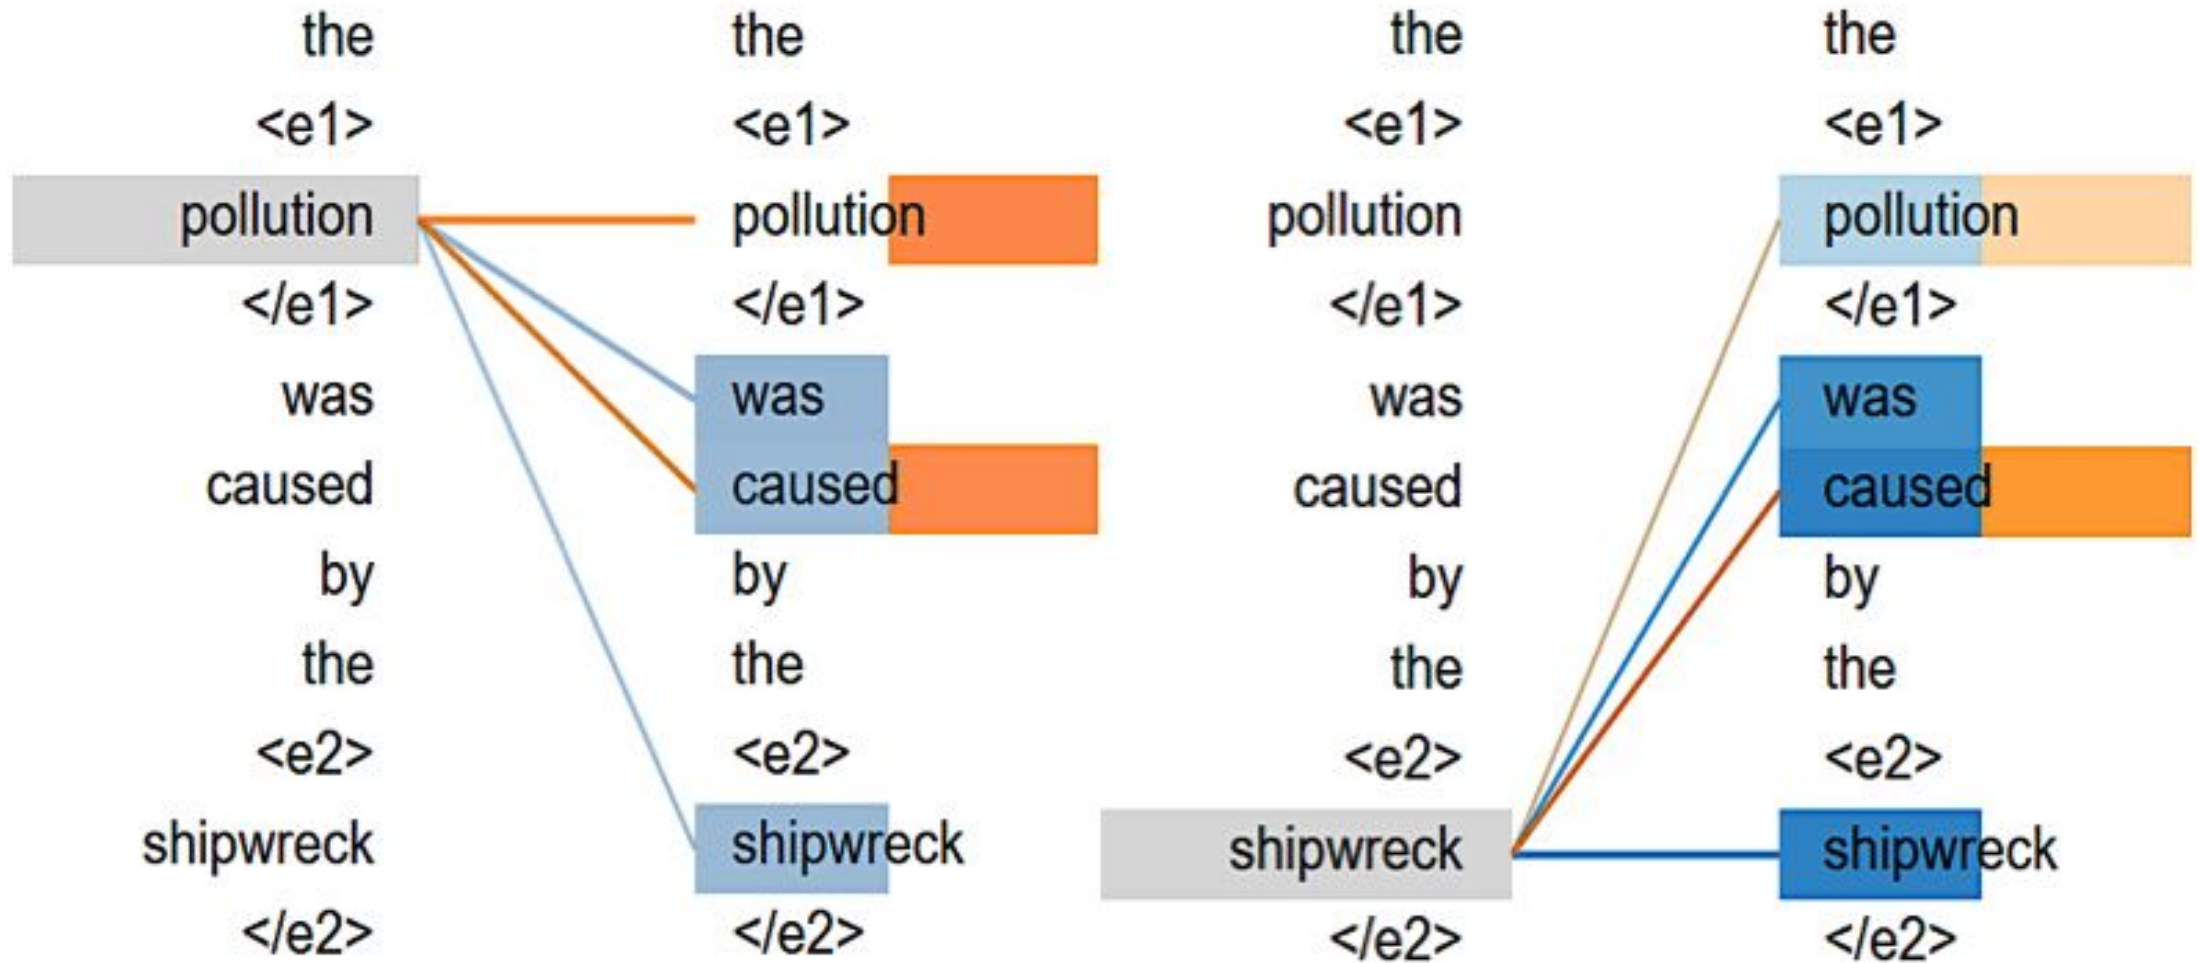 the the the the
<e1> <e1> <e1> <e1>
pollution pollution pollution pollution
</e1> </e1> </e1> </e1>
was was was was
caused caused caused caused
by by by by
the the the the
<e2> <e2> <e2> <e2>
shipwreck shipwreck shipwreck shipwreck
</e2> </e2> </e2> </e2>